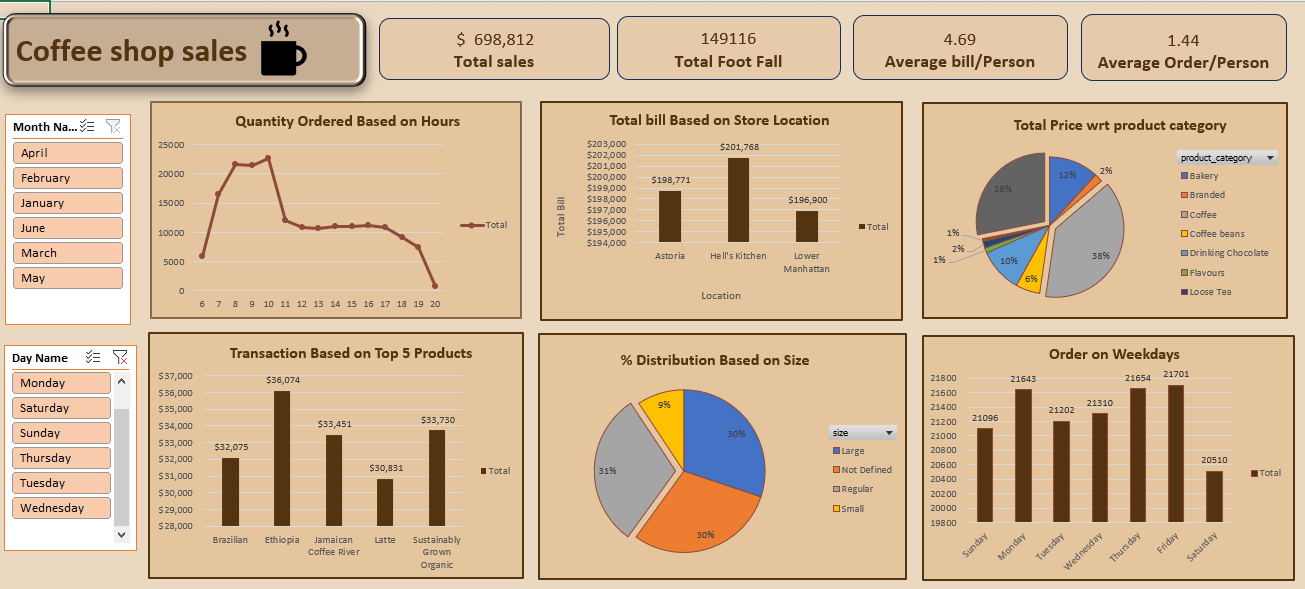 Coffee shop sales
$ 698,812
Total sales
149116
Total Foot Fall
4.69
Average bill/Person
1.44
Average Order/Person
Month Na...
April
February
January
June
March
May
Quantity Ordered Based on Hours
25000
20000
15000
10000
5000
0
6 7 8 9 10 11 12 13 14 15 16 17 18 19 20
Total
Total bill Based on Store Location
$203,000
$202,000
$201,000
$200,000
$199,000
$198,000
$197,000
$196,000
$195,000
$194,000
Total Bill
$198,771
$201,768
$196,900
Astoria
Hell's Kitchen
Lower
Manhattan
Location
Total
Total Price wrt product category
12%
2%
38%
6%
10%
1%
2%
1%
28%
product_category
Bakery
Branded
Coffee
Coffee beans
Drinking Chocolate
Flavours
Loose Tea
Day Name
Monday
Saturday
Sunday
Thursday
Tuesday
Wednesday
Transaction Based on Top 5 Products
$37,000
$36,000
$35,000
$34,000
$33,000
$32,000
$31,000
$30,000
$29,000
$28,000
$32,075
$36,074
$33,451
$30,831
$33,730
Brazilian
Ethiopia
Jamaican
Coffee River
Latte
Sustainably
Grown
Organic
Total
% Distribution Based on Size
30%
30%
31%
9%
size
Large
Not Defined
Regular
Small
Order on Weekdays
21800
21600
21400
21200
21000
20800
20600
20400
20200
20000
19800
21096
21643
21202
21310
21654
21701
20510
Sunday
Monday
Tuesday
Wednesday
Thursday
Friday
Saturday
Total